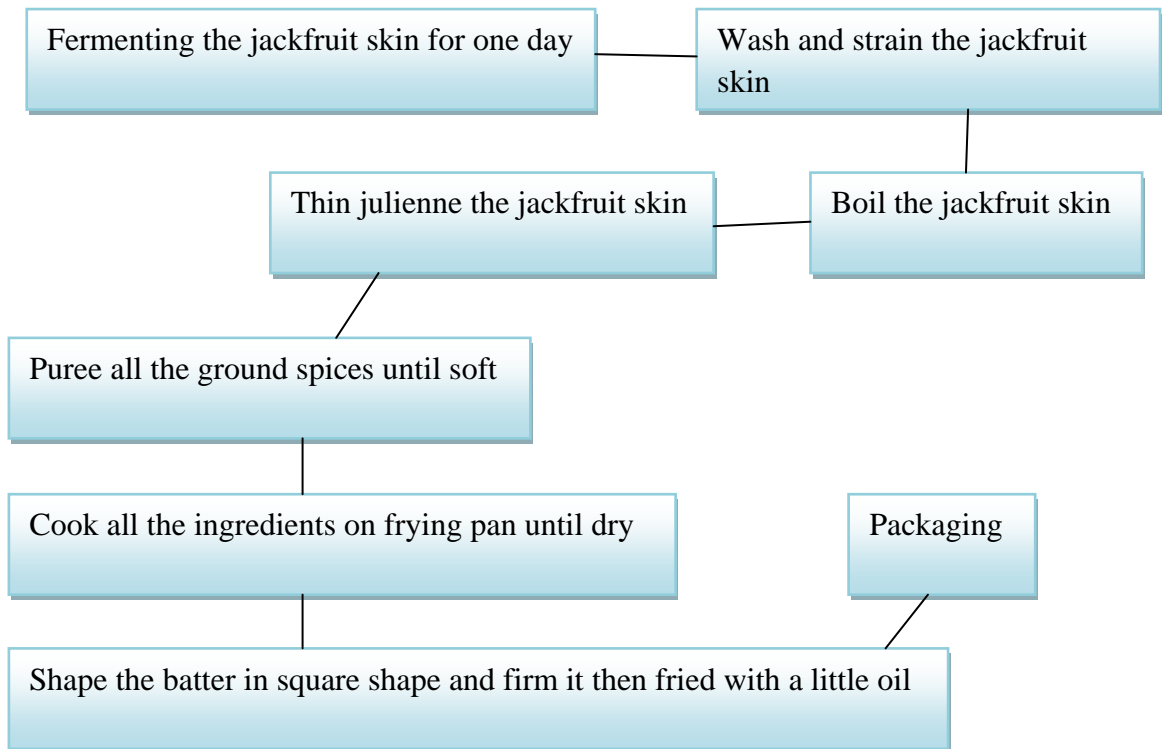 Fermenting the jackfruit skin for one day
Wash and strain the jackfruit
skin
Boil the jackfruit skin
Thin julienne the jackfruit skin
Puree all the ground spices until soft
Cook all the ingredients on frying pan until dry
Shape the batter in square shape and firm it then fried with a little oil
Packaging